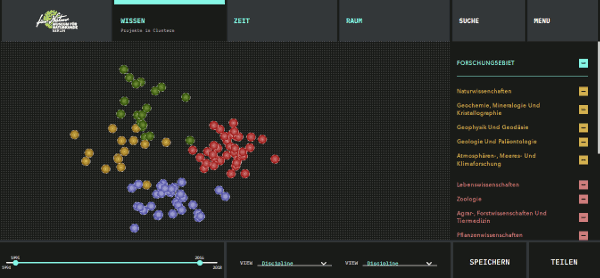 MUSEUM FÜR
NATURKUNDE
BERLIN
WISSEN
Projekte in Clustern
ZEIT
RAUM
SUCHE
MENU
FORSCHUNGSGEBIET
Naturwissenschaften
Geochemie, Mineralogie Und
Kristallographie
Geophysik Und Geodäsie
Geologie Und Paläontologie
Atmosphären-, Meeres- Und
Klimaforschung
Lebenswissenschaften
Zoologie
Agrar-, Forstwissenschaften Und
Tiermedizin
Pflanzenwissenschaften
VIEW
Discipline
VIEW
Discipline
SPEICHERN
TEILEN